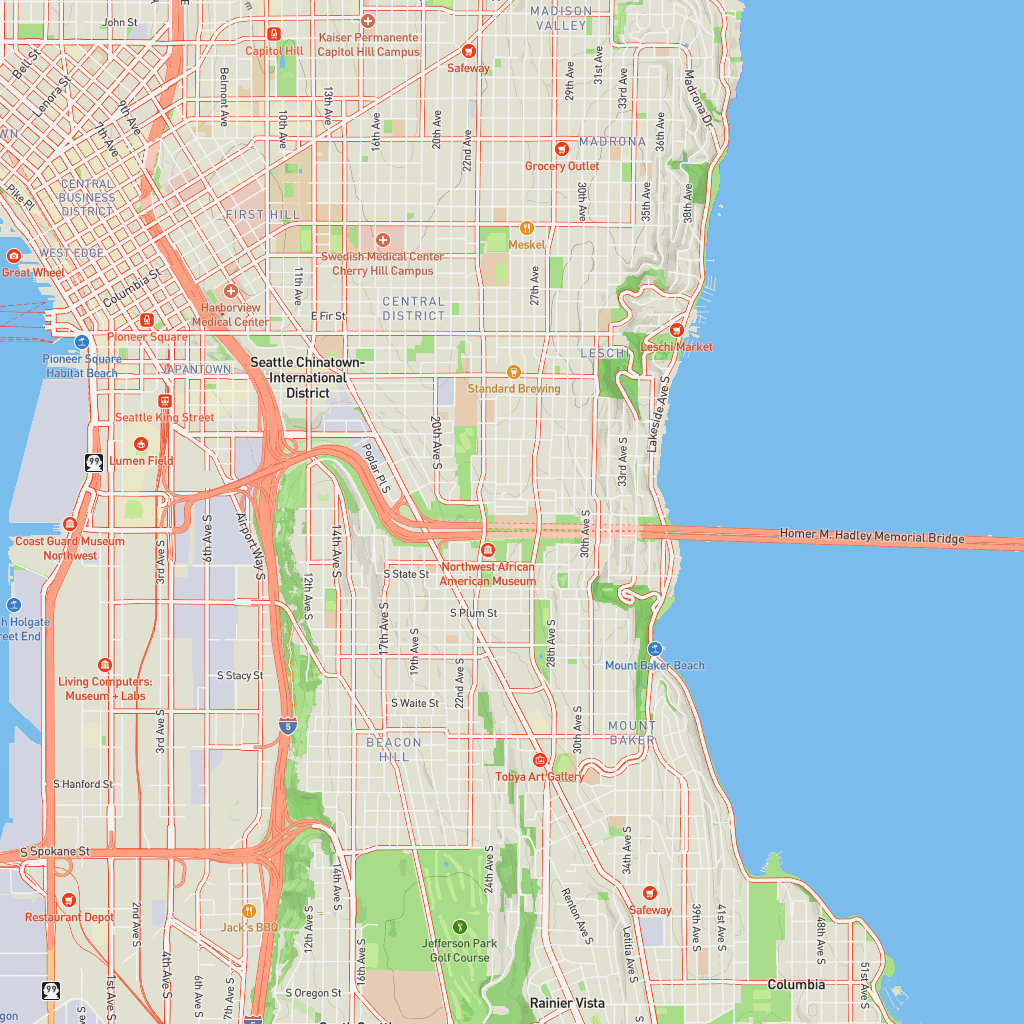 John St
MADISON
VALLEY
Kaiser Permanente
Capitol Hill Campus
Capitol Hill
Safeway
Bell St
Lenora St
9th Ave
7th Ave
Belmont Ave
10th Ave
13th Ave
16th Ave
20th Ave
22nd Ave
29th Ave
31st Ave
33rd Ave
Madrona Dr
36th Ave
MADRONA
Grocery Outlet
30th Ave
35th Ave
38th Ave
Pike Pl
CENTRAL
BUSINESS
DISTRICT
FIRST HILL
WEST EDGE
Great Wheel
Columbia St
Swedish Medical Center
Cherry Hill Campus
Meskel
11th Ave
27th Ave
Harborview
Medical Center
E Fir St
CENTRAL
DISTRICT
Pioneer Square
Pioneer Square
Habitat Beach
JAPANTOWN
Seattle Chinatown-
International
District
LESCHI
Leschi Market
Standard Brewing
Lakeside Ave S
Seattle King Street
Lumen Field
20th Ave S
Poplar Pl S
33rd Ave S
99
Coast Guard Museum
Northwest
6th Ave S
Airport Way S
3rd Ave S
14th Ave S
12th Ave S
30th Ave S
Homer M. Hadley Memorial Bridge
Northwest African
American Museum
S State St
S Plum St
17th Ave S
19th Ave S
28th Ave S
h Holgate
reet End
Living Computers:
Museum + Labs
S Stacy St
22nd Ave S
Mount Baker Beach
S Waite St
3rd Ave S
5
BEACON
HILL
30th Ave S
MOUNT
BAKER
Tobya Art Gallery
S Hanford St
S Spokane St
14th Ave S
24th Ave S
34th Ave S
Restaurant Depot
2nd Ave S
Jack's BBQ
12th Ave S
16th Ave S
Jefferson Park
Golf Course
Renton Ave S
Letitia Ave S
Safeway
39th Ave S
41st Ave S
48th Ave S
51st Ave S
Columbia
99
1st Ave S
4th Ave S
6th Ave S
7th Ave S
S Oregon St
Rainier Vista